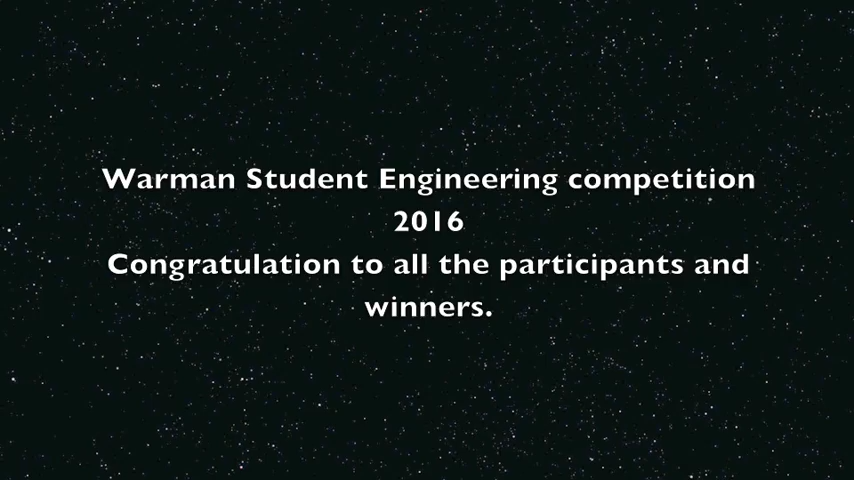 Warman Student Engineering competition
2016
Congratulation to all the participants and
winners.